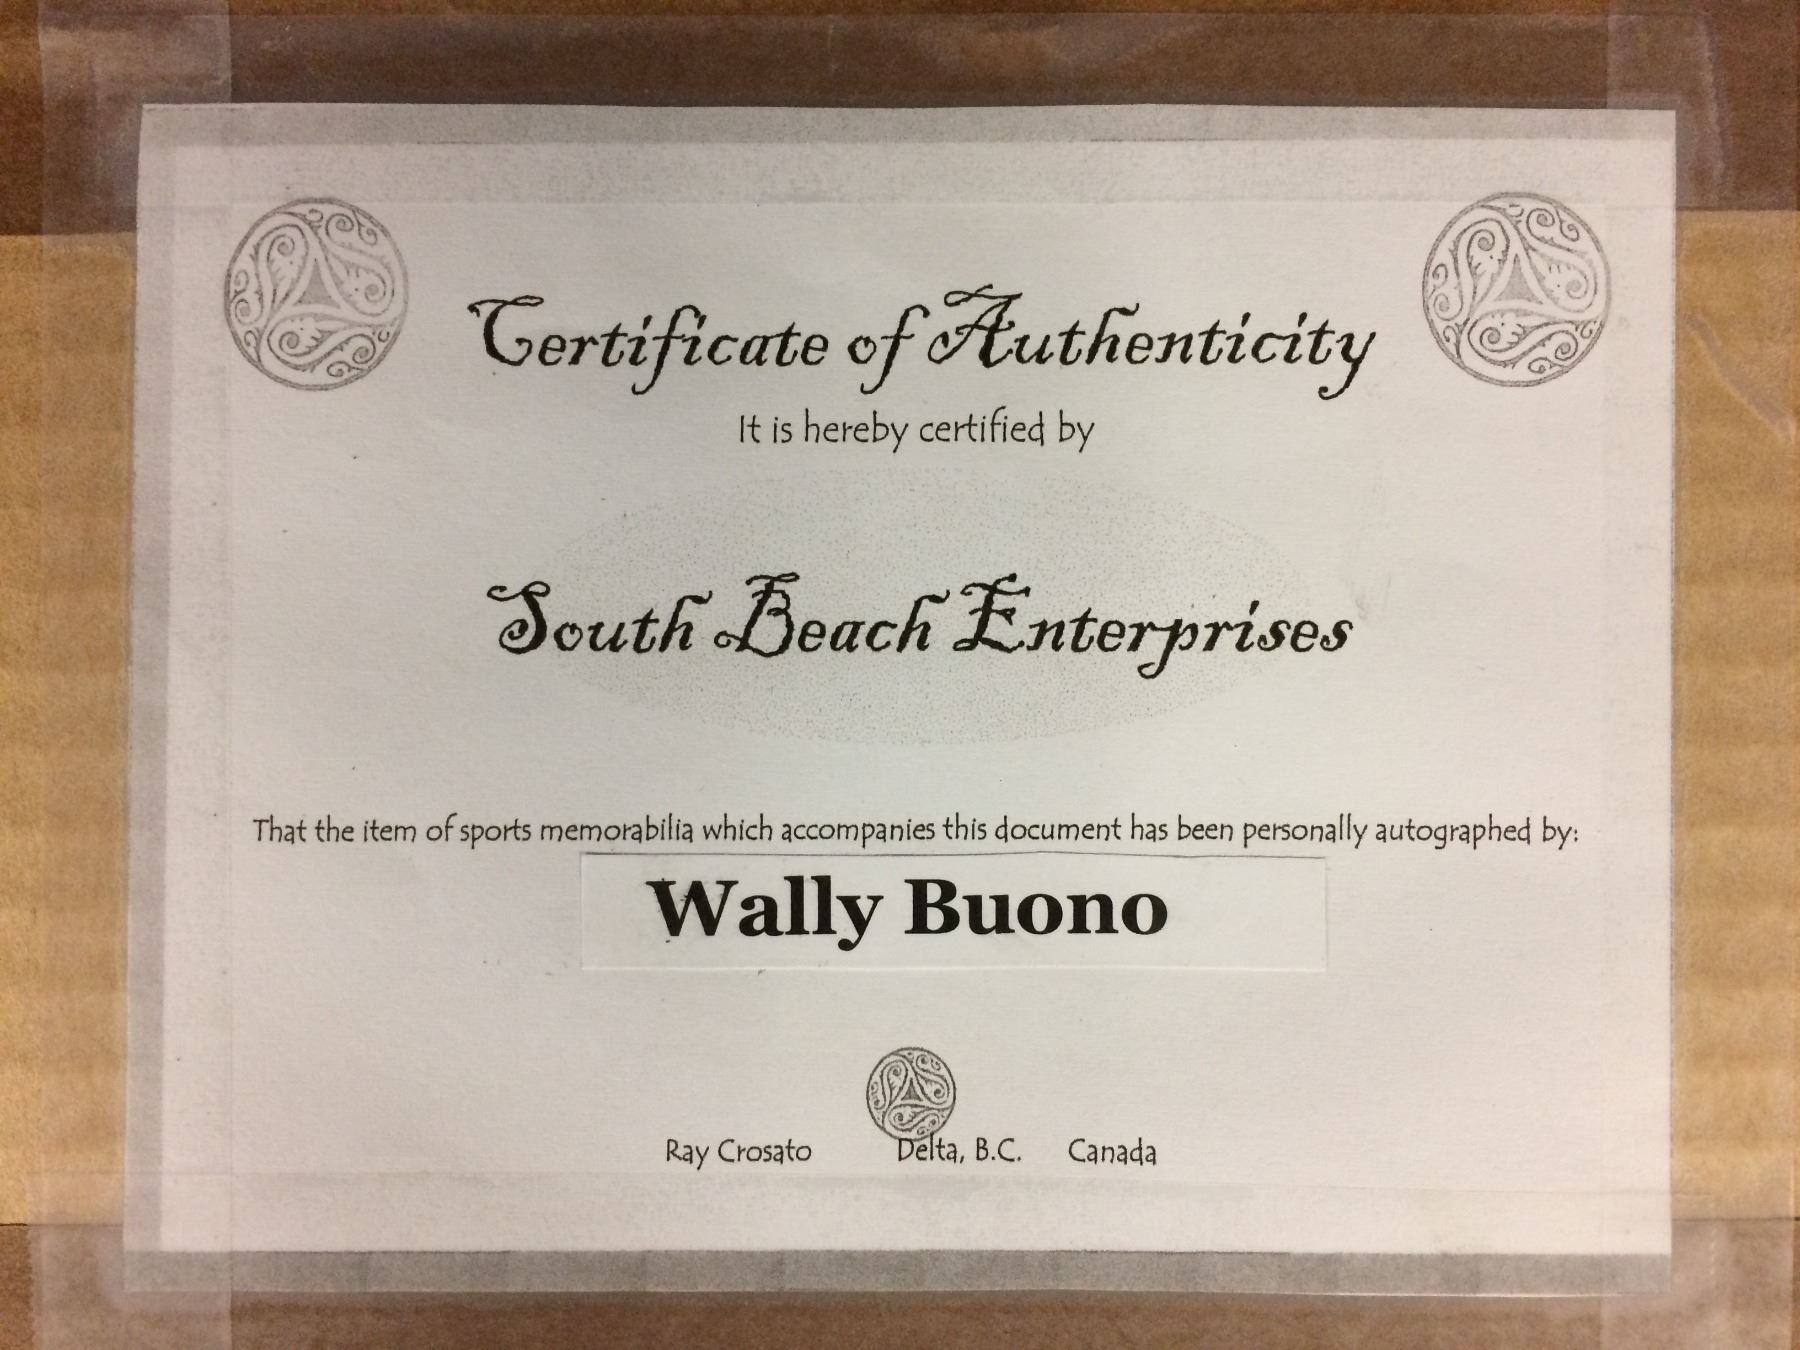 Certificate of Authenticity
It is hereby certified by
South Beach Enterprises
That the item of sports memorabilia which accompanies this document has been personally autographed by:
Wally Buono
Ray Crosato Delta, B.C. Canada